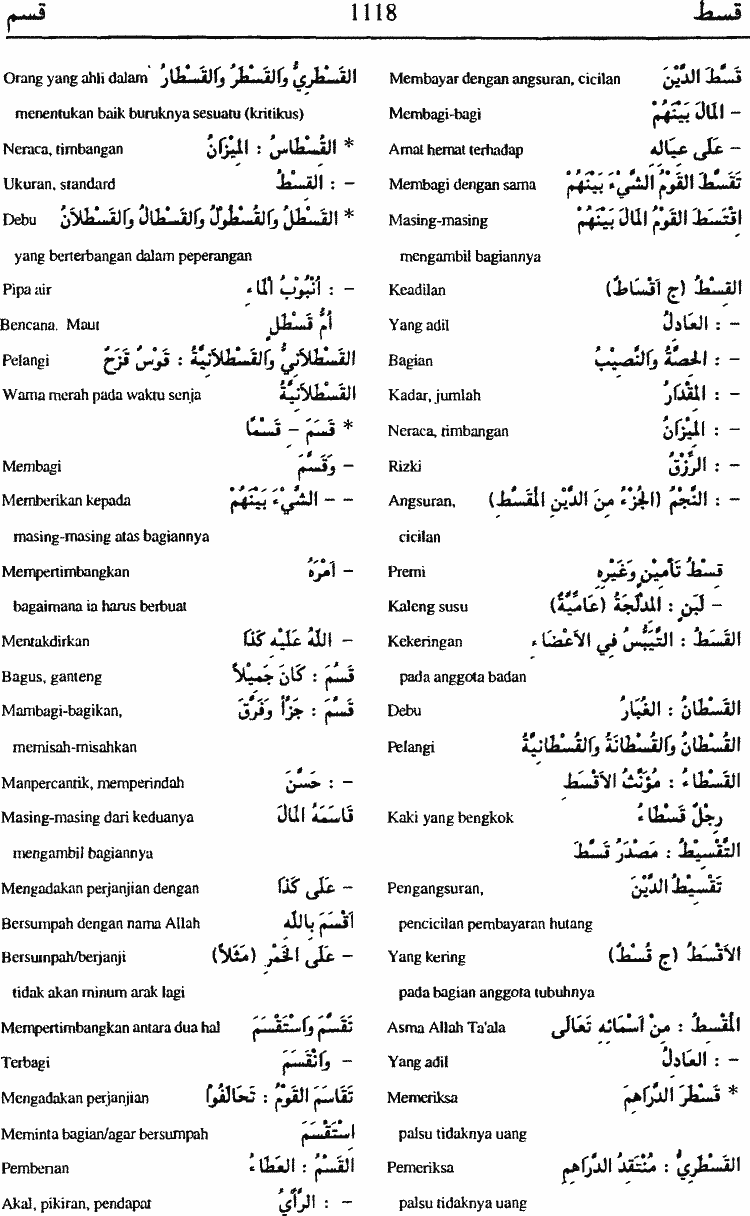 قسط 1118 قسم
قَسَّطَ الدَّيْنَ Membayar dengan angsuran, cicilan
– المَالَ بَيْنَهُمْ Membagi-bagi
– عَلَى عِيَالِهِ Amat hemat terhadap
تَقَسَّطَ القَوْمُ الشَّيْءَ بَيْنَهُمْ Membagi dengan sama
اقْتَسَطَ القَوْمُ المَالَ بَيْنَهُمْ Masing-masing
mengambil bagiannya
القِسْطُ (ج أَقْسَاطٌ) Keadilan
– : العَادِلُ Yang adil
– : الحِصَّةُ وَالنَّصِيْبُ Bagian
– : المِقْدَارُ Kadar, jumlah
– : المِيْزَانُ Neraca, timbangan
– : الرِّزْقُ Rizki
– : النَّجْمُ (الجُزْءُ مِنَ الدَّيْنِ المُقَسَّطِ) Angsuran,
cicilan
قِسْطُ تَأْمِيْنٍ وَغَيْرِهِ Premi
– لَبَنٍ : المُدَلَّجَةُ (عَامِّيَّةٌ) Kaleng susu
القَسَطُ : التَّيَبُّسُ فِي الأَعْضَاءِ Kekeringan
pada anggota badan
القَسْطَانُ : الغُبَارُ Debu
القُسْطَانُ وَالقُسْطَانَةُ وَالقُسْطَانِيَّةُ Pelangi
القَسْطَاءُ : مُؤَنَّثُ الأَقْسَطِ
رِجْلٌ قَسْطَاءُ Kaki yang bengkok
التَّقْسِيْطُ : مَصْدَرُ قَسَّطَ
تَقْسِيْطُ الدَّيْنِ Pengangsuran,
pencicilan pembayaran hutang
الأَقْسَطُ (ج قُسْطٌ) Yang kering
pada bagian anggota tubuhnya
المُقْسِطُ : مِنْ أَسْمَائِهِ تَعَالَى Asma Allah Ta'ala
– : العَادِلُ Yang adil
* قَسْطَرَ الدَّرَاهِمَ Memeriksa
palsu tidaknya uang
القَسْطَرِيُّ : مُنْتَقِدُ الدَّرَاهِمِ Pemeriksa
palsu tidaknya uang
القَسْطَرِيُّ وَالقَسْطَرُ وَالقَسْطَارُ Orang yang ahli dalam
menentukan baik buruknya sesuatu (kritikus)
* القُسْطَاسُ : المِيْزَانُ Neraca, timbangan
– : القِسْطُ Ukuran, standard
* القَسْطَلُ وَالقُسْطُوْلُ وَالقَسْطَالُ وَالقَسْطَلَانُ Debu
yang berterbangan dalam peperangan
– : أُنْبُوْبُ المَاءِ Pipa air
أُمُّ قَسْطَلٍ Bencana. Maut
القَسْطَلَانِيُّ وَالقَسْطَلَانِيَّةُ : قَوْسُ قُزَحَ Pelangi
القَسْطَلَانِيَّةُ Warna merah pada waktu senja
* قَسَمَ – قَسْمًا
– وَقَسَّمَ Membagi
– – الشَّيْءَ بَيْنَهُمْ Memberikan kepada
masing-masing atas bagiannya
– أَمْرَهُ Mempertimbangkan
bagaimana ia harus berbuat
– اللهُ عَلَيْهِ كَذَا Mentakdirkan
قَسُمَ : كَانَ جَمِيْلًا Bagus, ganteng
قَسَّمَ : جَزَّأَ وَفَرَّقَ Mambagi-bagikan,
memisah-misahkan
– : حَسَّنَ Manpercantik, memperindah
قَاسَمَهُ المَالَ Masing-masing dari keduanya
mengambil bagiannya
– عَلَى كَذَا Mengadakan perjanjian dengan
أَقْسَمَ بِاللهِ Bersumpah dengan nama Allah
– عَلَى الخَمْرِ (مَثَلًا) Bersumpah/berjanji
tidak akan minum arak lagi
تَقَسَّمَ وَاسْتَقْسَمَ Mempertimbangkan antara dua hal
– وَانْقَسَمَ Terbagi
تَقَاسَمَ القَوْمُ : تَحَالَفُوا Mengadakan perjanjian
اسْتَقْسَمَ Meminta bagian/agar bersumpah
القَسْمُ : العَطَاءُ Pemberian
– : الرَّأْيُ Akal, pikiran, pendapat